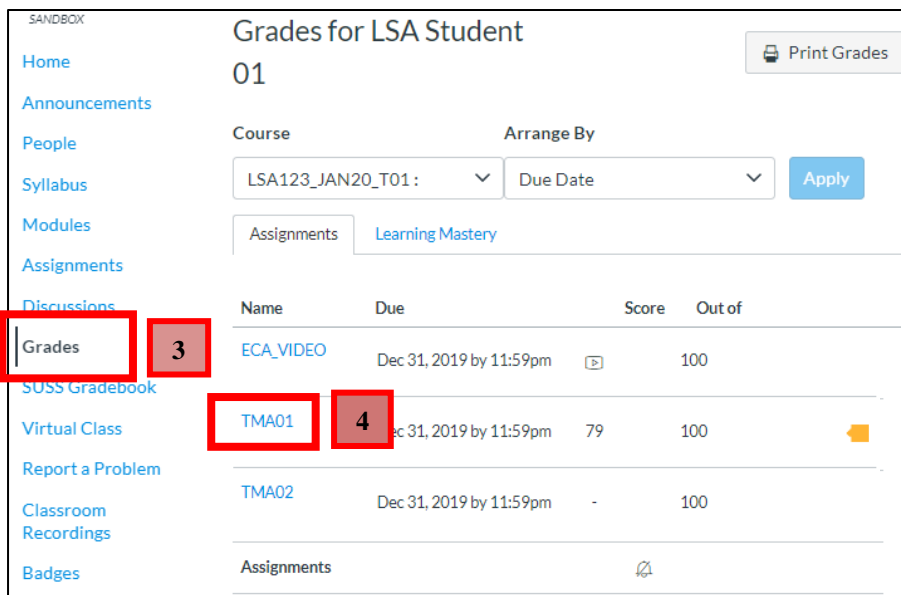 SANDBOX
Home
Announcements
People
Syllabus
Modules
Assignments
Discussions
Grades
3
SUSS Gradebook
Virtual Class
Report a Problem
Classroom
Recordings
Badges
Grades for LSA Student
01
Print Grades
Course Arrange By
LSA123_JAN20_T01: Due Date Apply
Assignments Learning Mastery
Name Due Score Out of
ECA_VIDEO Dec 31, 2019 by 11:59pm 100
TMA01 4 ec 31, 2019 by 11:59pm 79 100
TMA02 Dec 31, 2019 by 11:59pm - 100
Assignments